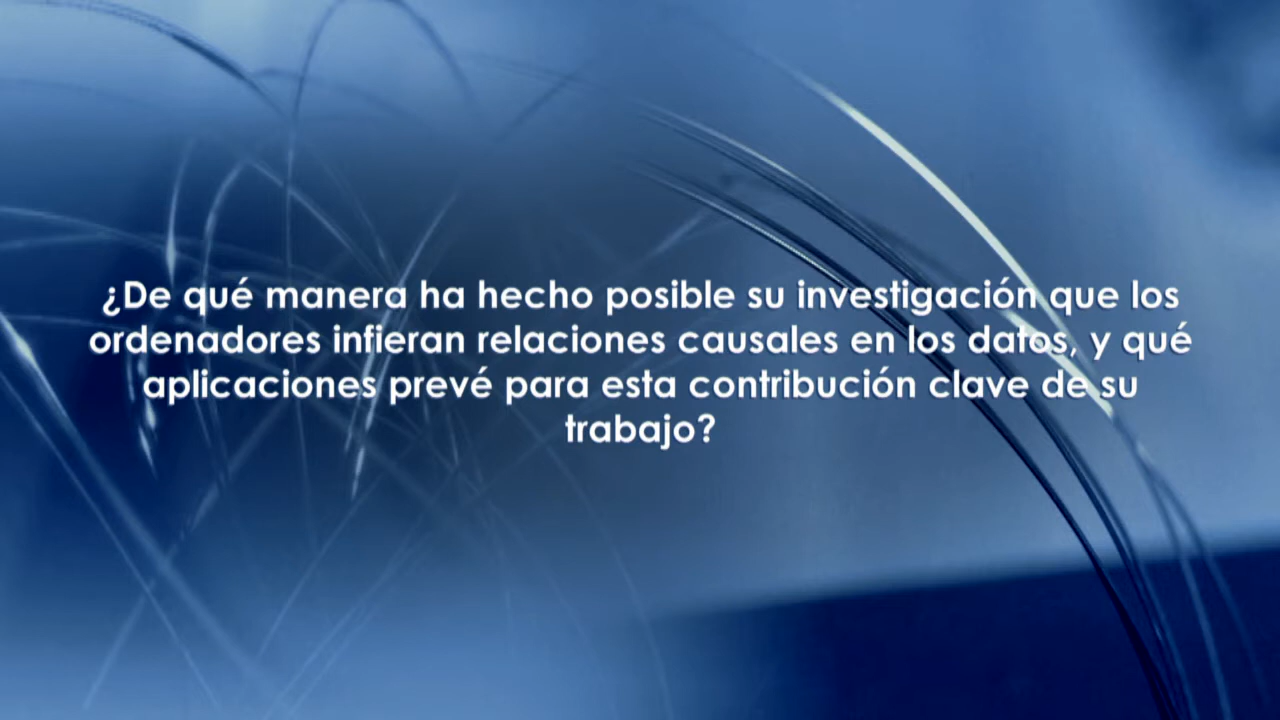 ¿De qué manera ha hecho posible su investigación que los
ordenadores infieran relaciones causales en los datos, y qué
aplicaciones prevé para esta contribución clave de su
trabajo?